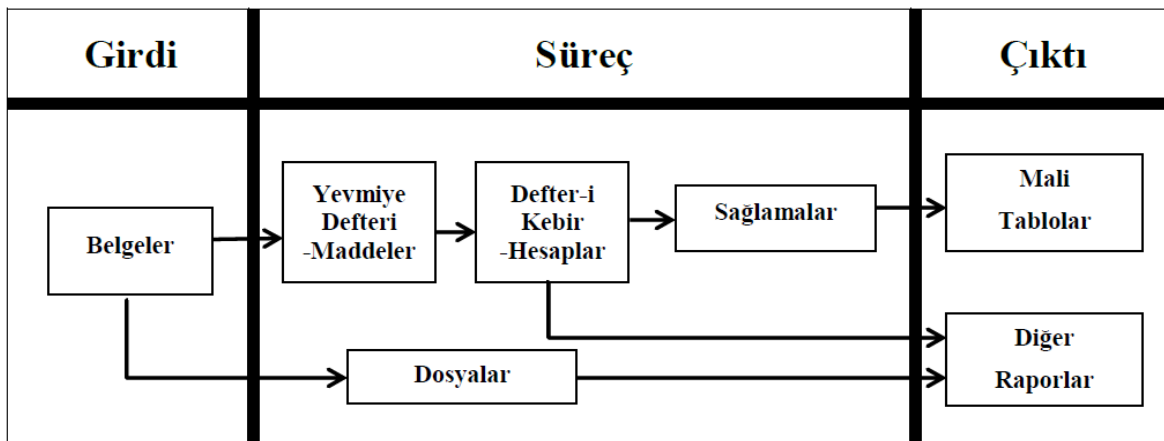 Girdi
Süreç
Çıktı
Belgeler
Yevmiye
Defteri
-Maddeler
Defter-i
Kebir
-Hesaplar
Sağlamalar
Mali
Tablolar
Dosyalar
Diğer
Raporlar